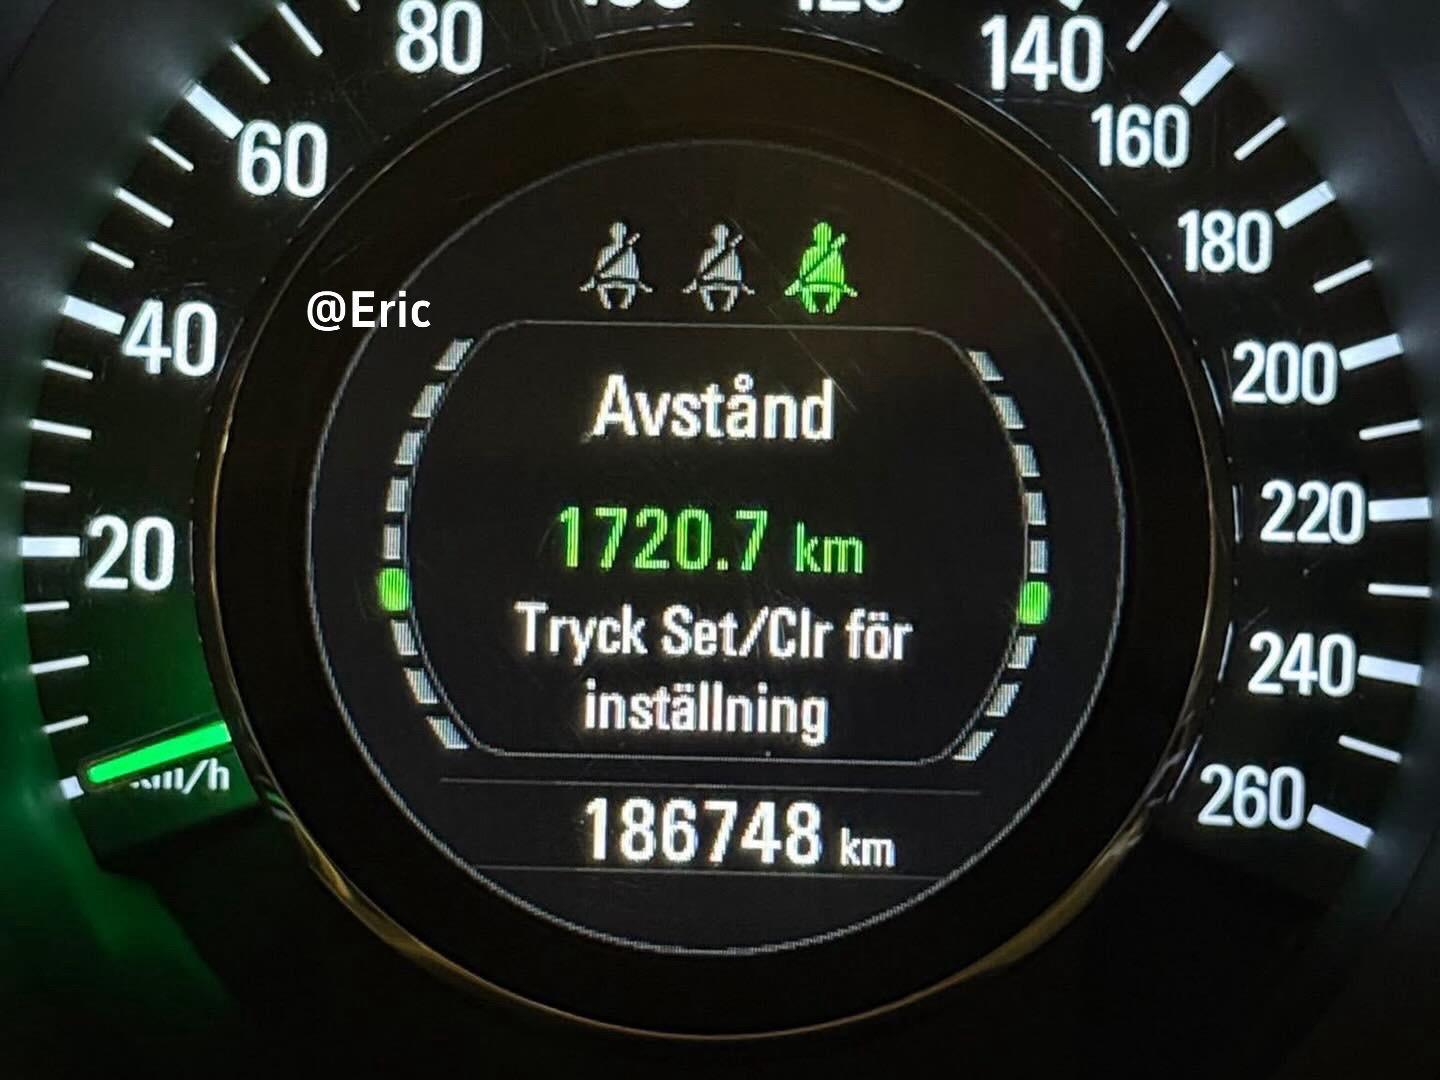 80
140
60
160
180
@Eric
40
200
Avstånd
1720.7 km
220
20
Tryck Set/Clr för
inställning
240
km/h
260
186748 km